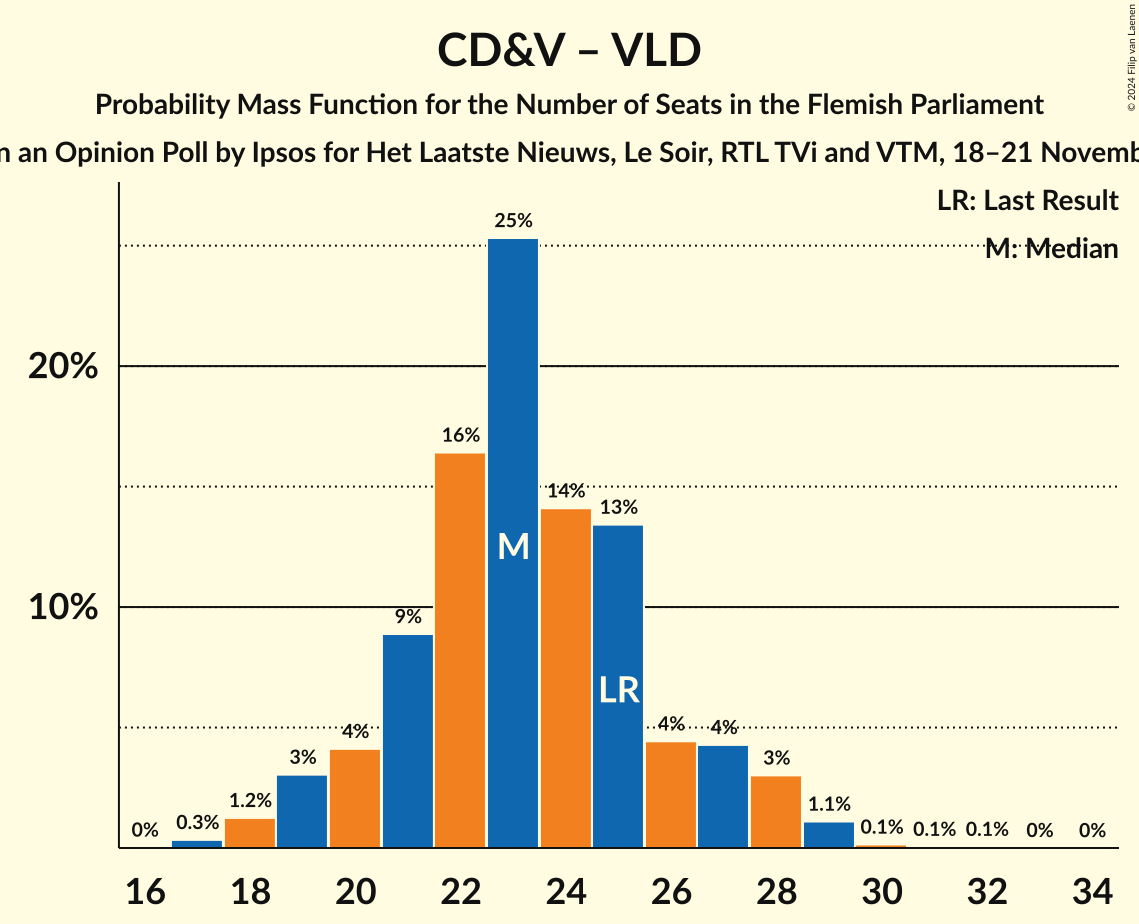 © 2024 Filip van Laenen
CD&V – VLD
Probability Mass Function for the Number of Seats in the Flemish Parliament
an Opinion Poll by Ipsos for Het Laatste Nieuws, Le Soir, RTL TVi and VTM, 18–21
LR: Last Result
M: Median
25%
20%
16%
14%
13%
M
10%
9%
LR
4%
4%
4%
3%
3%
1.2%
1.1%
0%
0.3%
0.1%
0.1%
0.1%
0%
0%
16 18 20 22 24 26 28 30 32 34